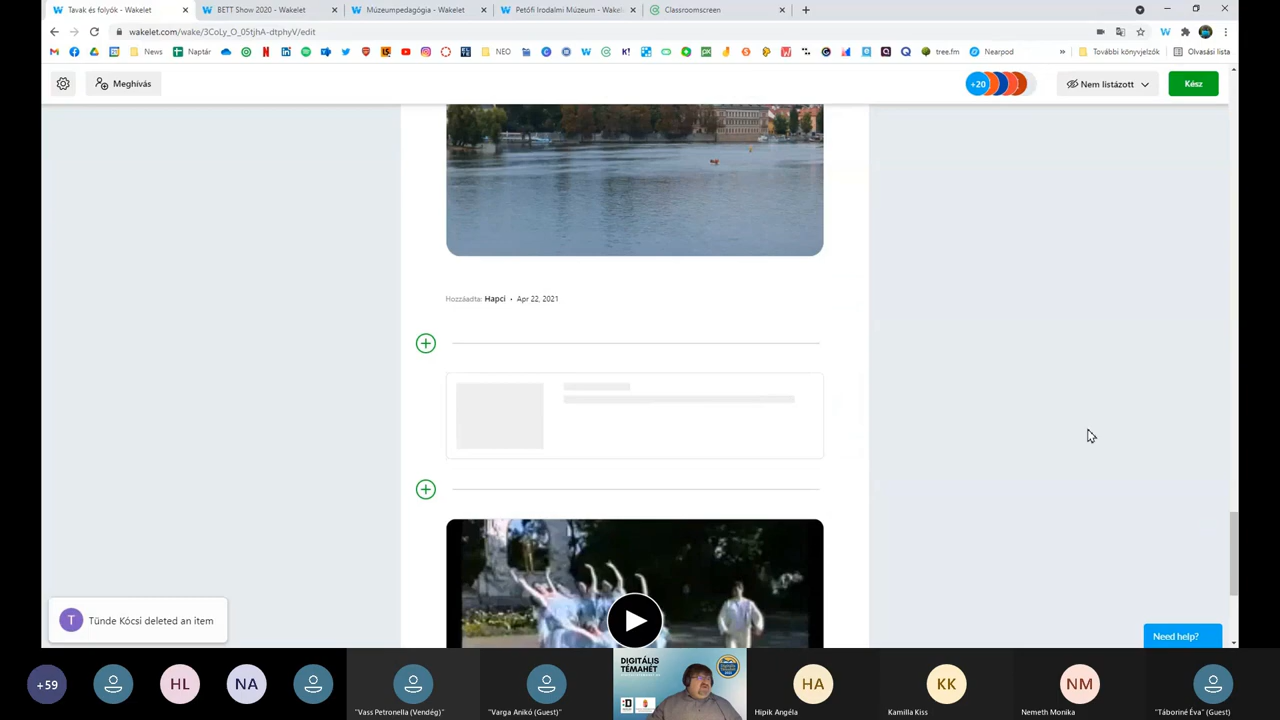 Tavak és folyók - Wakelet
BETT Show 2020 - Wakelet
Múzeumpedagógia - Wakelet
Petőfi Irodalmi Múzeum - Wakel
Classroomscreen
wakelet.com/wake/3CoLy_O_05tjhA-dtphyV/edit
News
Naptár
NEO
tree.fm
Nearpod
»
További könyvjelzők
Olvasási lista
Meghívás
+20
Nem listázott
Kész
Hozzáadta: Hapci • Apr 22, 2021
T
Tünde Kócsi deleted an item
Need help?
+59
HL
NA
"Vass Petronella (Vendég)"
"Varga Anikó (Guest)"
DIGITÁLIS
TÉMAHÉT
HA
Hipik Angéla
KK
Kamilla Kiss
NM
Nemeth Monika
"Táboriné Éva" (Guest)